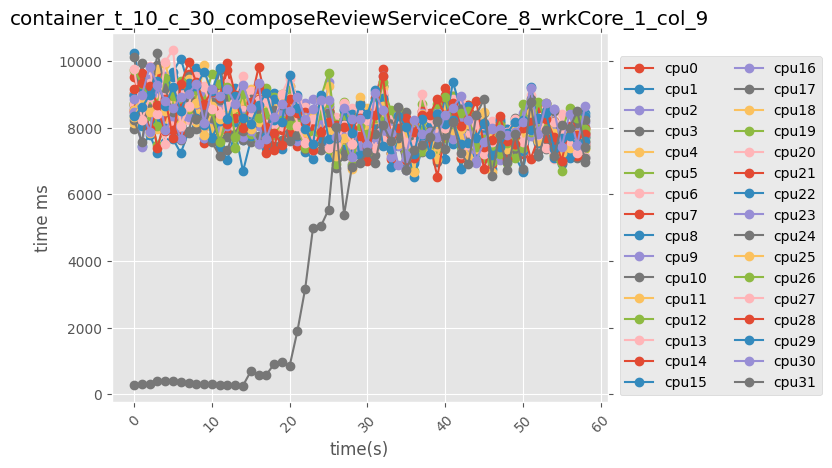 container_t_10_c_30_composeReviewServiceCore_8_wrkCore_1_col_9
time ms
10000
8000
6000
4000
2000
0
0
10
20
30
40
50
60
time(s)
cpu0
cpu1
cpu2
cpu3
cpu4
cpu5
cpu6
cpu7
cpu8
cpu9
cpu10
cpu11
cpu12
cpu13
cpu14
cpu15
cpu16
cpu17
cpu18
cpu19
cpu20
cpu21
cpu22
cpu23
cpu24
cpu25
cpu26
cpu27
cpu28
cpu29
cpu30
cpu31